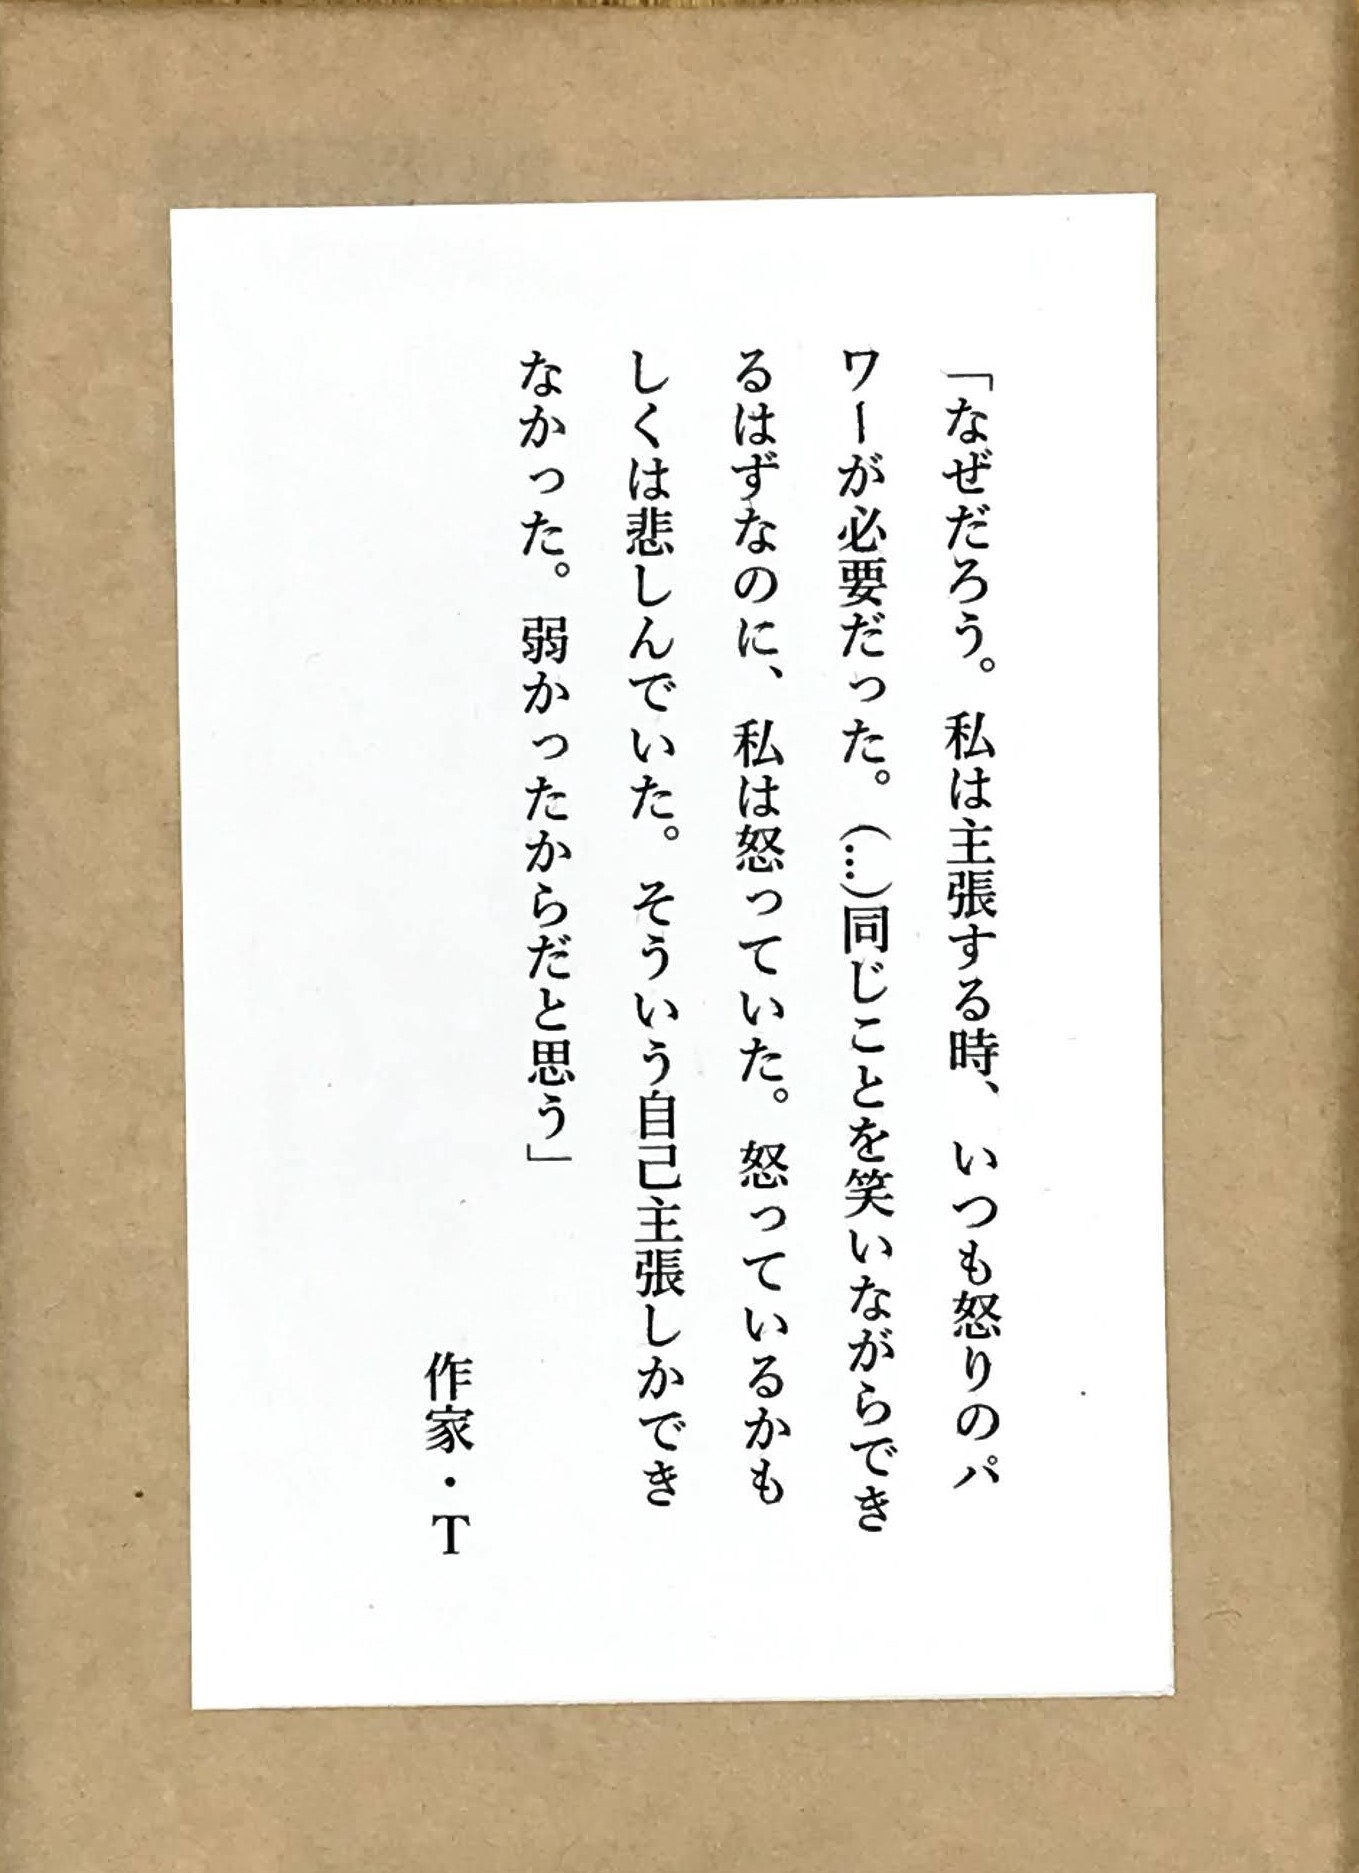 「なぜだろう。私は主張する時、いつも怒りのパ
ワーが必要だった。(…)同じことを笑いながらでき
るはずなのに、私は怒っていた。怒っているかも
しくは悲しんでいた。そういう自己主張しかでき
なかった。弱かったからだと思う」
作家・T